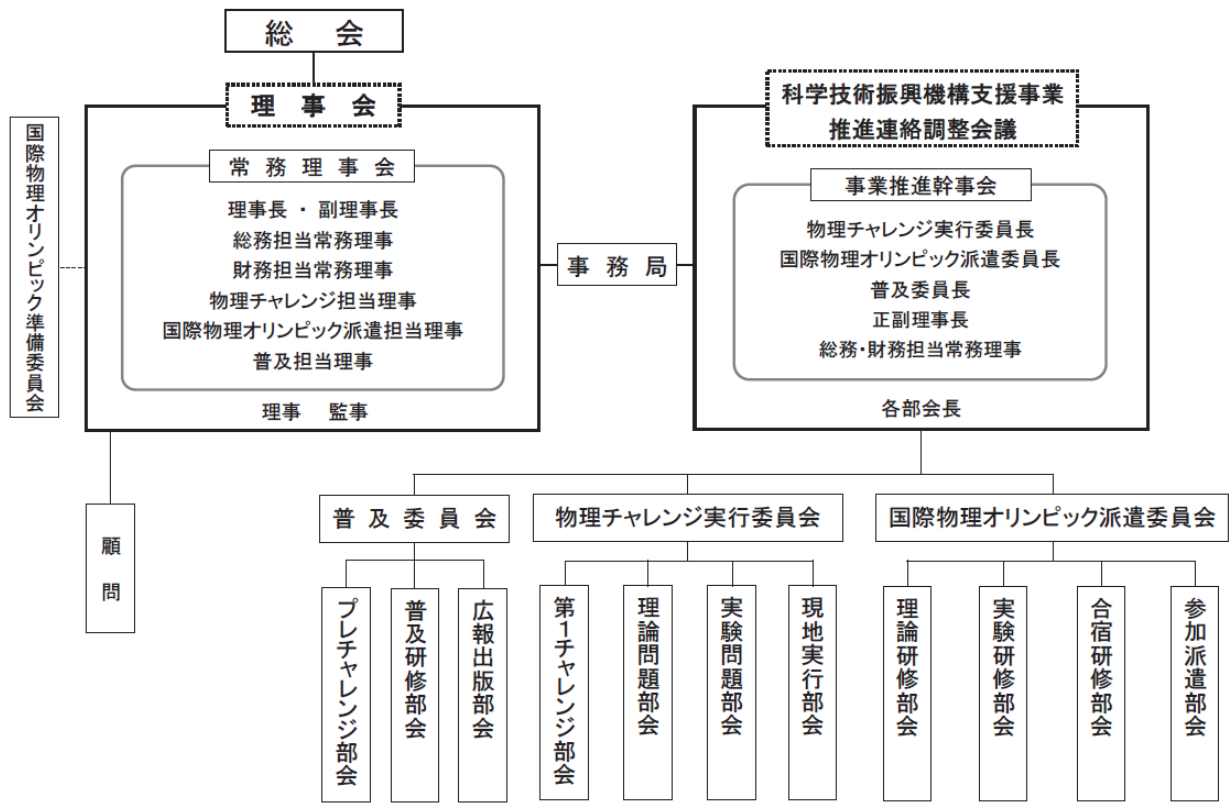 総　会
理　事　会
国際物理オリンピック準備委員会
常務理事会
理事長 ・ 副理事長
総務担当常務理事
財務担当常務理事
物理チャレンジ担当理事
国際物理オリンピック派遣担当理事
普及担当理事
理事　監事
顧　問
事務局
科学技術振興機構支援事業
推進連絡調整会議
事業推進幹事会
物理チャレンジ実行委員長
国際物理オリンピック派遣委員長
普及委員長
正副理事長
総務・財務担当常務理事
各部会長
普及委員会
プレチャレンジ部会
普及研修部会
広報出版部会
物理チャレンジ実行委員会
第1チャレンジ部会
理論問題部会
実験問題部会
現地実行部会
国際物理オリンピック派遣委員会
理論研修部会
実験研修部会
合宿研修部会
参加派遣部会